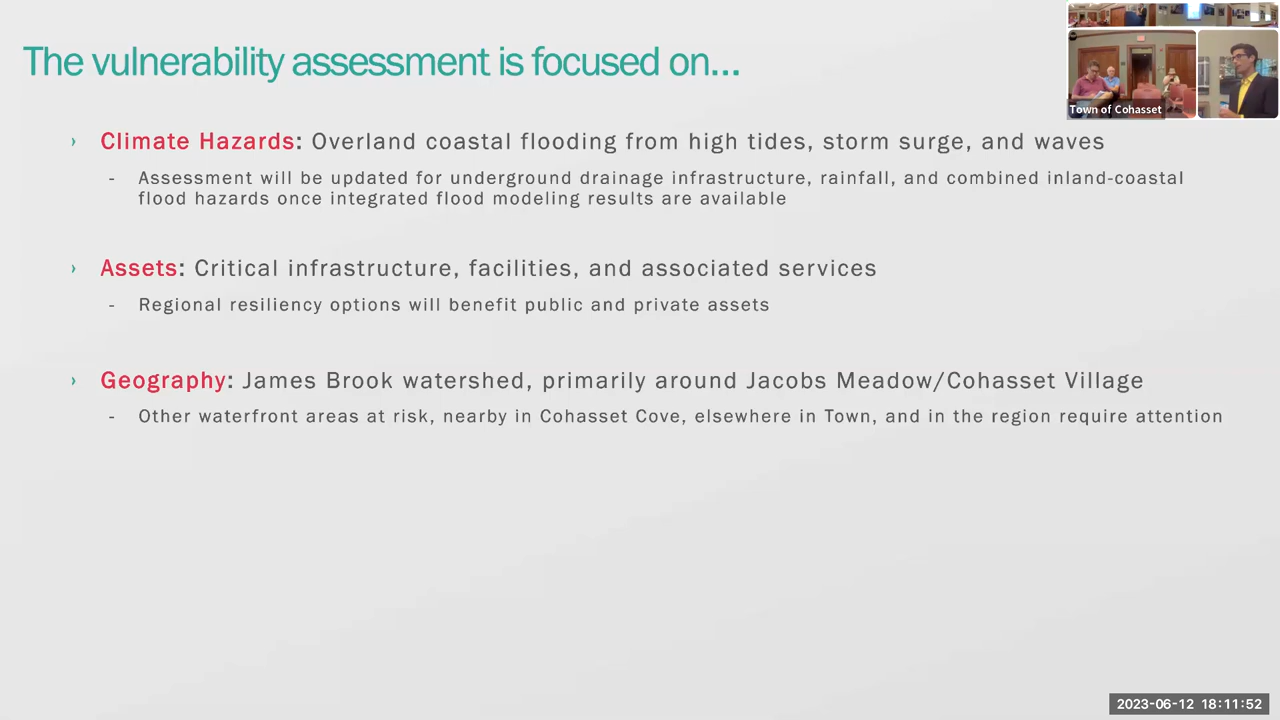 The vulnerability assessment is focused on...
Town of Cohasset
› Climate Hazards: Overland coastal flooding from high tides, storm surge, and waves
- Assessment will be updated for underground drainage infrastructure, rainfall, and combined inland-coastal
flood hazards once integrated flood modeling results are available
› Assets: Critical infrastructure, facilities, and associated services
- Regional resiliency options will benefit public and private assets
› Geography: James Brook watershed, primarily around Jacobs Meadow/Cohasset Village
- Other waterfront areas at risk, nearby in Cohasset Cove, elsewhere in Town, and in the region require attention
2023-06-12 18:11:52